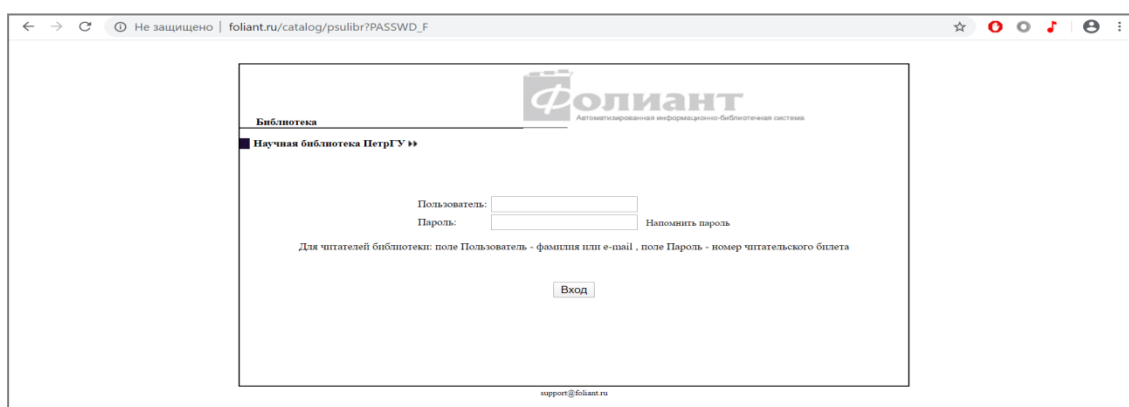 Не защищено | foliant.ru/catalog/psulibr?PASSWD_F
Фолиант
Автоматизированная информационно-библиотечная система
Библиотека
Научная библиотека ПетрГУ
Пользователь:
Пароль: Напомнить пароль
Для читателей библиотеки: поле Пользователь - фамилия или e-mail , поле Пароль - номер читательского билета
Вход
support@foliant.ru